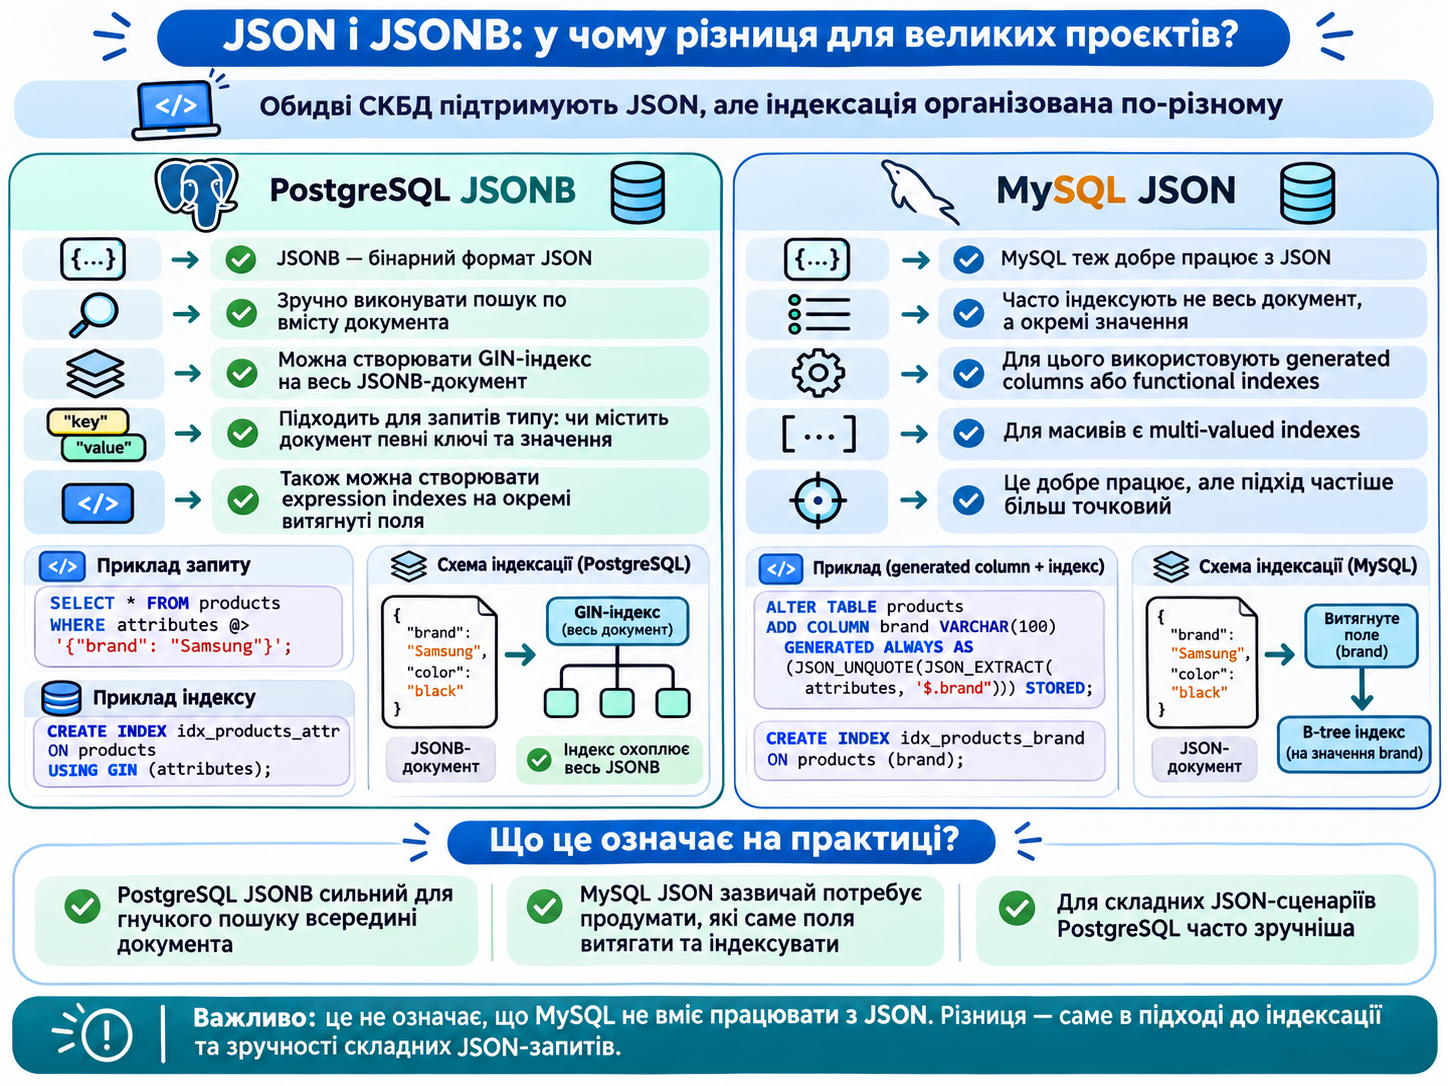 JSON і JSONB: у чому різниця для великих проєктів?
</>
Обидві СКБД підтримують JSON, але індексація організована по-різному
PostgreSQL JSONB
{...}
JSONB — бінарний формат JSON
Зручно виконувати пошук по
вмісту документа
Можна створювати GIN-індекс
на весь JSONB-документ
"key"
"value"
Підходить для запитів типу: чи містить
документ певні ключі та значення
</>
Також можна створювати
expression indexes на окремі
витягнуті поля
</>
Приклад запиту
SELECT * FROM products
WHERE attributes @>
'{"brand": "Samsung"}';
Приклад індексу
CREATE INDEX idx_products_attr
ON products
USING GIN (attributes);
Схема індексації (PostgreSQL)
{
"brand":
"Samsung",
"color":
"black"
}
JSONB-
документ
GIN-індекс
(весь документ)
Індекс охоплює
весь JSONB
MySQL JSON
{...}
MySQL теж добре працює з JSON
Часто індексують не весь документ,
а окремі значення
Для цього використовують generated
columns або functional indexes
[...]
Для масивів є multi-valued indexes
Це добре працює, але підхід частіше
більш точковий
</>
Приклад (generated column + індекс)
ALTER TABLE products
ADD COLUMN brand VARCHAR(100)
GENERATED ALWAYS AS
(JSON_UNQUOTE(JSON_EXTRACT(
attributes, '$.brand"))) STORED;
CREATE INDEX idx_products_brand
ON products (brand);
Схема індексації (MySQL)
{
"brand":
"Samsung",
"color":
"black"
}
JSON-
документ
Витягнуте
поле
(brand)
B-tree індекс
(на значення brand)
Що це означає на практиці?
PostgreSQL JSONB сильний для
гнучкого пошуку всередині
документа
MySQL JSON зазвичай потребує
продумати, які саме поля
витягати та індексувати
Для складних JSON-сценаріїв
PostgreSQL часто зручніша
Важливо: це не означає, що MySQL не вміє працювати з JSON. Різниця — саме в підході до індексації
та зручності складних JSON-запитів.